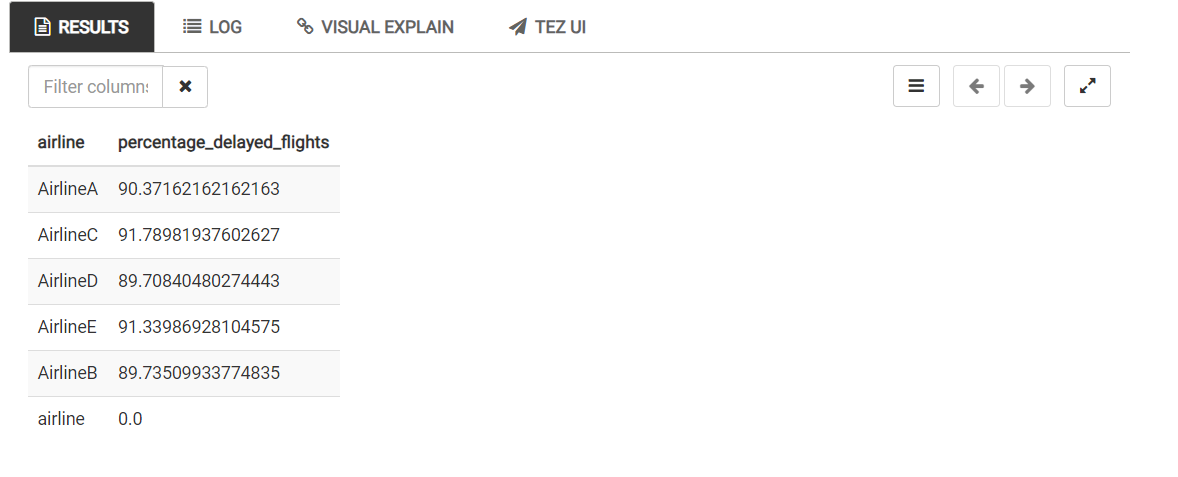 RESULTS LOG VISUAL EXPLAIN TEZ UI
Filter columns
airline percentage_delayed_flights
AirlineA 90.37162162162163
AirlineC 91.78981937602627
AirlineD 89.70840480274443
AirlineE 91.33986928104575
AirlineB 89.73509933774835
airline 0.0